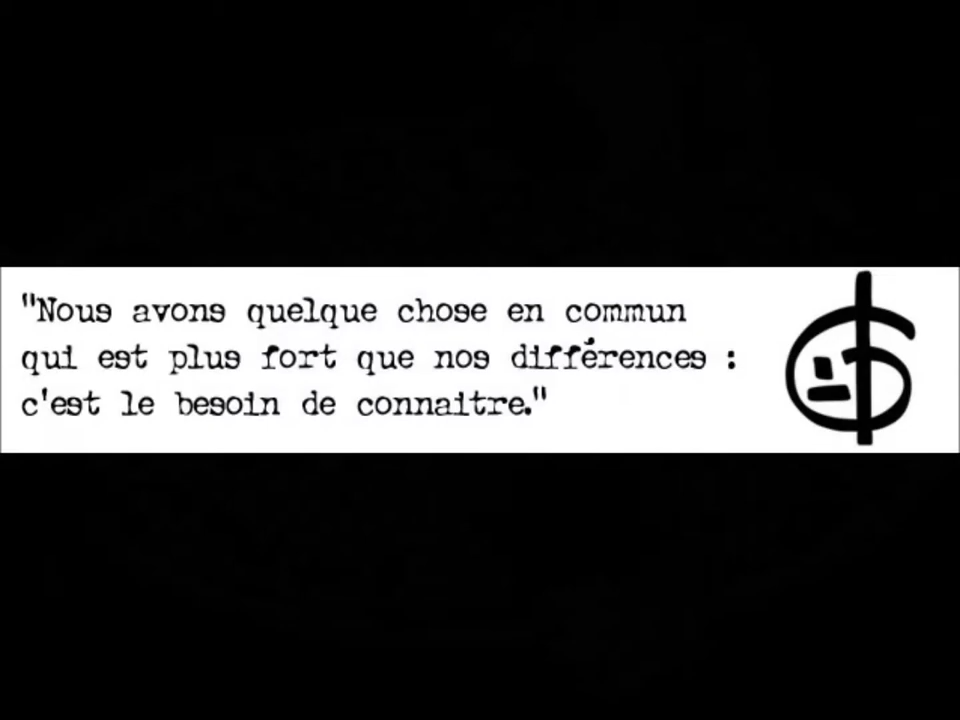 "Nous avons quelque chose en commun
qui est plus fort que nos différences :
c'est le besoin de connaitre."